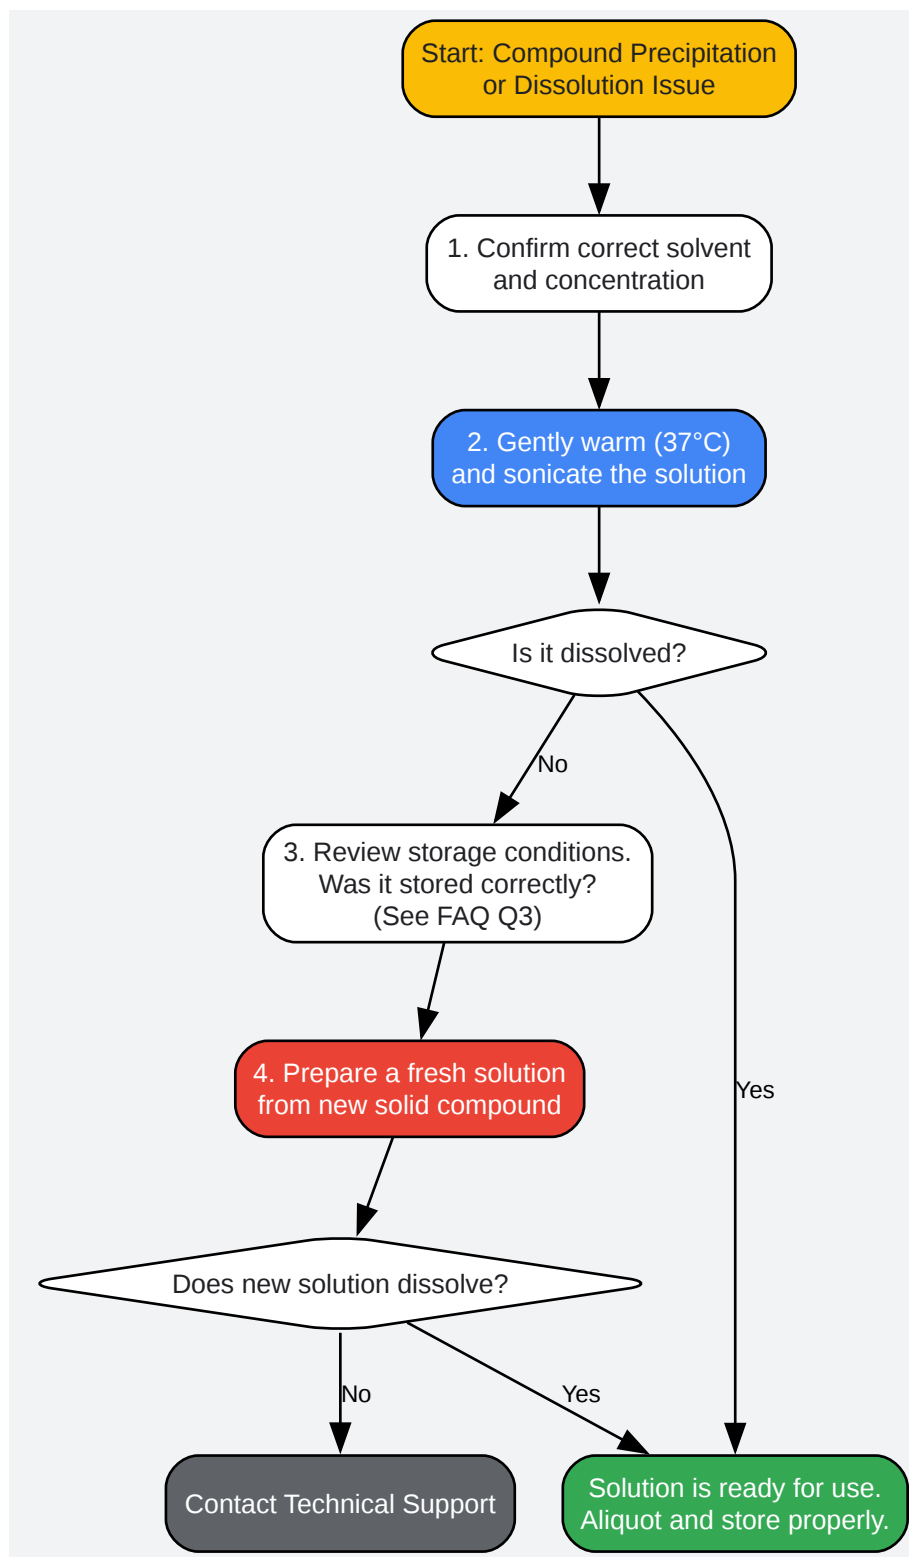 Start: Compound Precipitation
or Dissolution Issue
1. Confirm correct solvent
and concentration
2. Gently warm (37°C)
and sonicate the solution
Is it dissolved?
No
3. Review storage conditions.
Was it stored correctly?
(See FAQ Q3)
4. Prepare a fresh solution
from new solid compound
Yes
Does new solution dissolve?
No
Yes
Contact Technical Support
Solution is ready for use.
Aliquot and store properly.